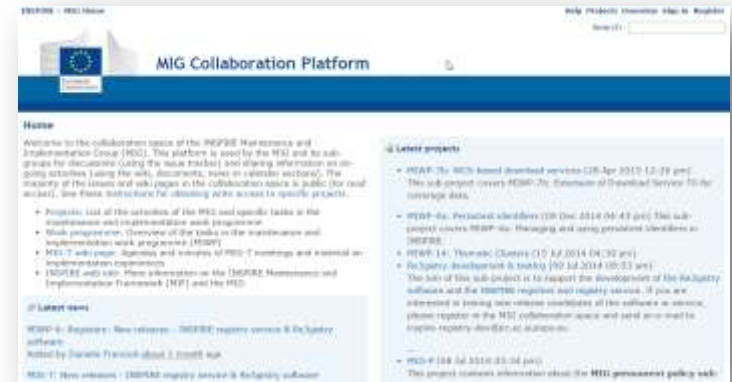 INSPIRE - MIG Home
Help Projects Overview Sign in Register
Search:
European
Commission
MIG Collaboration Platform
Home
Welcome to the collaboration space of the INSPIRE Maintenance and
Implementation Group (MIG). This platform is used by the MIG and its sub-
groups for discussions (using the issue tracker) and sharing information on on-
going activities (using the wiki, documents, news or calendar sections). The
majority of the issues and wiki pages in the collaboration space is public (for read
access). See these instructions for obtaining write access to specific projects.
• Projects: List of the activities of the MIG and specific tasks in the
maintenance and implementation work programme
• Work programme: Overview of the tasks in the maintenance and
implementation work programme (MIWP)
• MIG-T wiki page: Agendas and minutes of MIG-T meetings and material on
implementation experiences
• INSPIRE web site: More information on the INSPIRE Maintenance and
Implementation Framework (MIF) and the MIG
Latest news
MIWP-6: Registers: New releases - INSPIRE registry service & Re3gistry
software
Added by Daniele Francioli about 1 month ago
MIG-T: New releases - INSPIRE registry service & Re3gistry software
Latest projects
• MIWP-7b: WCS-based download services (28 Apr 2015 12:26 pm)
This sub-project covers MIWP-7b: Extension of Download Service TG for
coverage data.
• MIWP-4a: Persistent identifiers (09 Dec 2014 04:43 pm) This sub-
project covers MIWP-4a: Managing and using persistent identifiers in
INSPIRE.
• MIWP-14: Thematic Clusters (15 Jul 2014 04:30 pm)
• Re3gistry development & testing (09 Jul 2014 09:53 am)
The aim of this sub-project is to support the development of the Re3gistry
software and the INSPIRE registers and registry service. If you are
interested in testing new release candidates of the software or service,
please register in the MIG collaboration space and send an e-mail to
inspire-registry-dev@jrc.ec.europa.eu.
...
• MIG-P (08 Jul 2014 03:34 pm)
This project contains information about the MIG permanent policy sub-